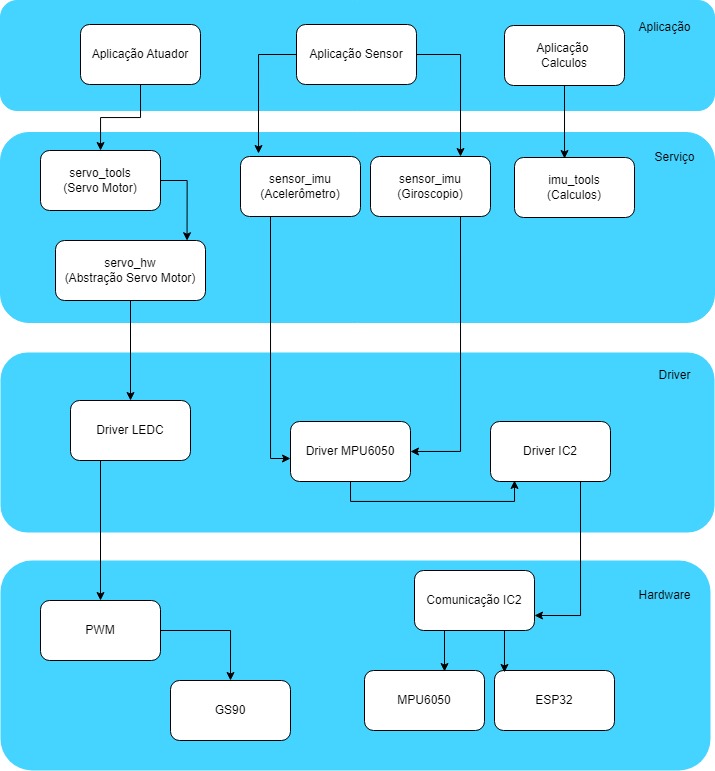 Aplicação
Aplicação Atuador
Aplicação Sensor
Aplicação
Calculos
Serviço
servo_tools
(Servo Motor)
sensor_imu
(Acelerômetro)
sensor_imu
(Giroscopio)
imu_tools
(Calculos)
servo_hw
(Abstração Servo Motor)
Driver
Driver LEDC
Driver MPU6050
Driver IC2
Hardware
Comunicação IC2
PWM
GS90
MPU6050
ESP32